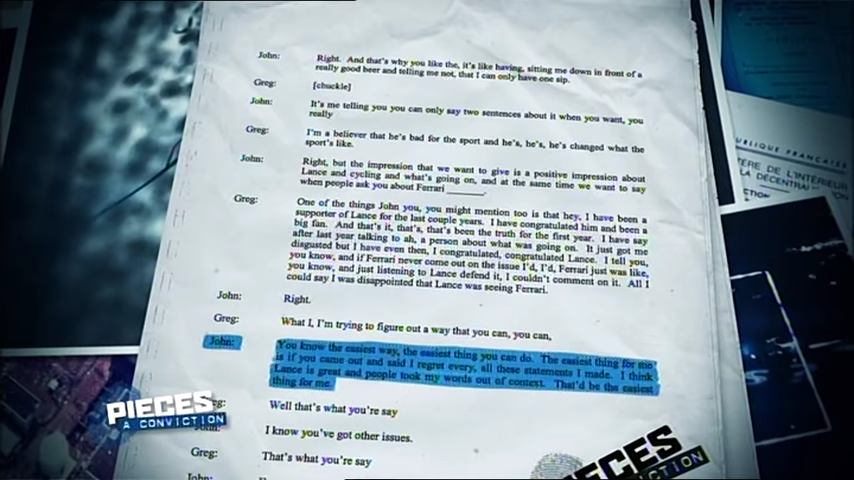 John: Right. And that's why you like the, it's like having, sitting me down in front of a
really good beer and telling me not, that I can only have one sip.
Greg: [chuckle]
John: It's me telling you you can only say two sentences about it when you want, you
really
Greg: I'm a believer that he's bad for the sport and he's, he's, he's changed what the
sport's like.
John: Right, but the impression that we want to give is a positive impression about
Lance and cycling and what's going on, and at the same time we want to say
when people ask you about Ferrari ________.
Greg: One of the things John you, you might mention too is that hey, I have been a
supporter of Lance for the last couple years. I have congratulated him and been a
big fan. And that's it, that's, that's been the truth for the first year. I have say
after last year talking to ah, a person about what was going on. It just got me
disgusted but I have even then, I congratulated, congratulated Lance. I tell you,
you know, and if Ferrari never come out on the issue I'd, I'd, Ferrari just was like,
you know, and just listening to Lance defend it, I couldn't comment on it. All I
could say I was disappointed that Lance was seeing Ferrari.
John: Right.
Greg: What I, I'm trying to figure out a way that you can, you can,
John: You know the easiest way, the easiest thing you can do. The easiest thing for me
is if you came out and said I regret every, all these statements I made. I think
Lance is great and people took my words out of context. That'd be the easiest
thing for me.
Well that's what you're say
I know you've got other issues.
Greg: That's what you're say
PIECES
A CONVICTION
UBLIQUE FRANÇAISE
ÈRE DE L'INTÉRIEUR
LA DÉCENTRAL
CTION
IECES
ICTION